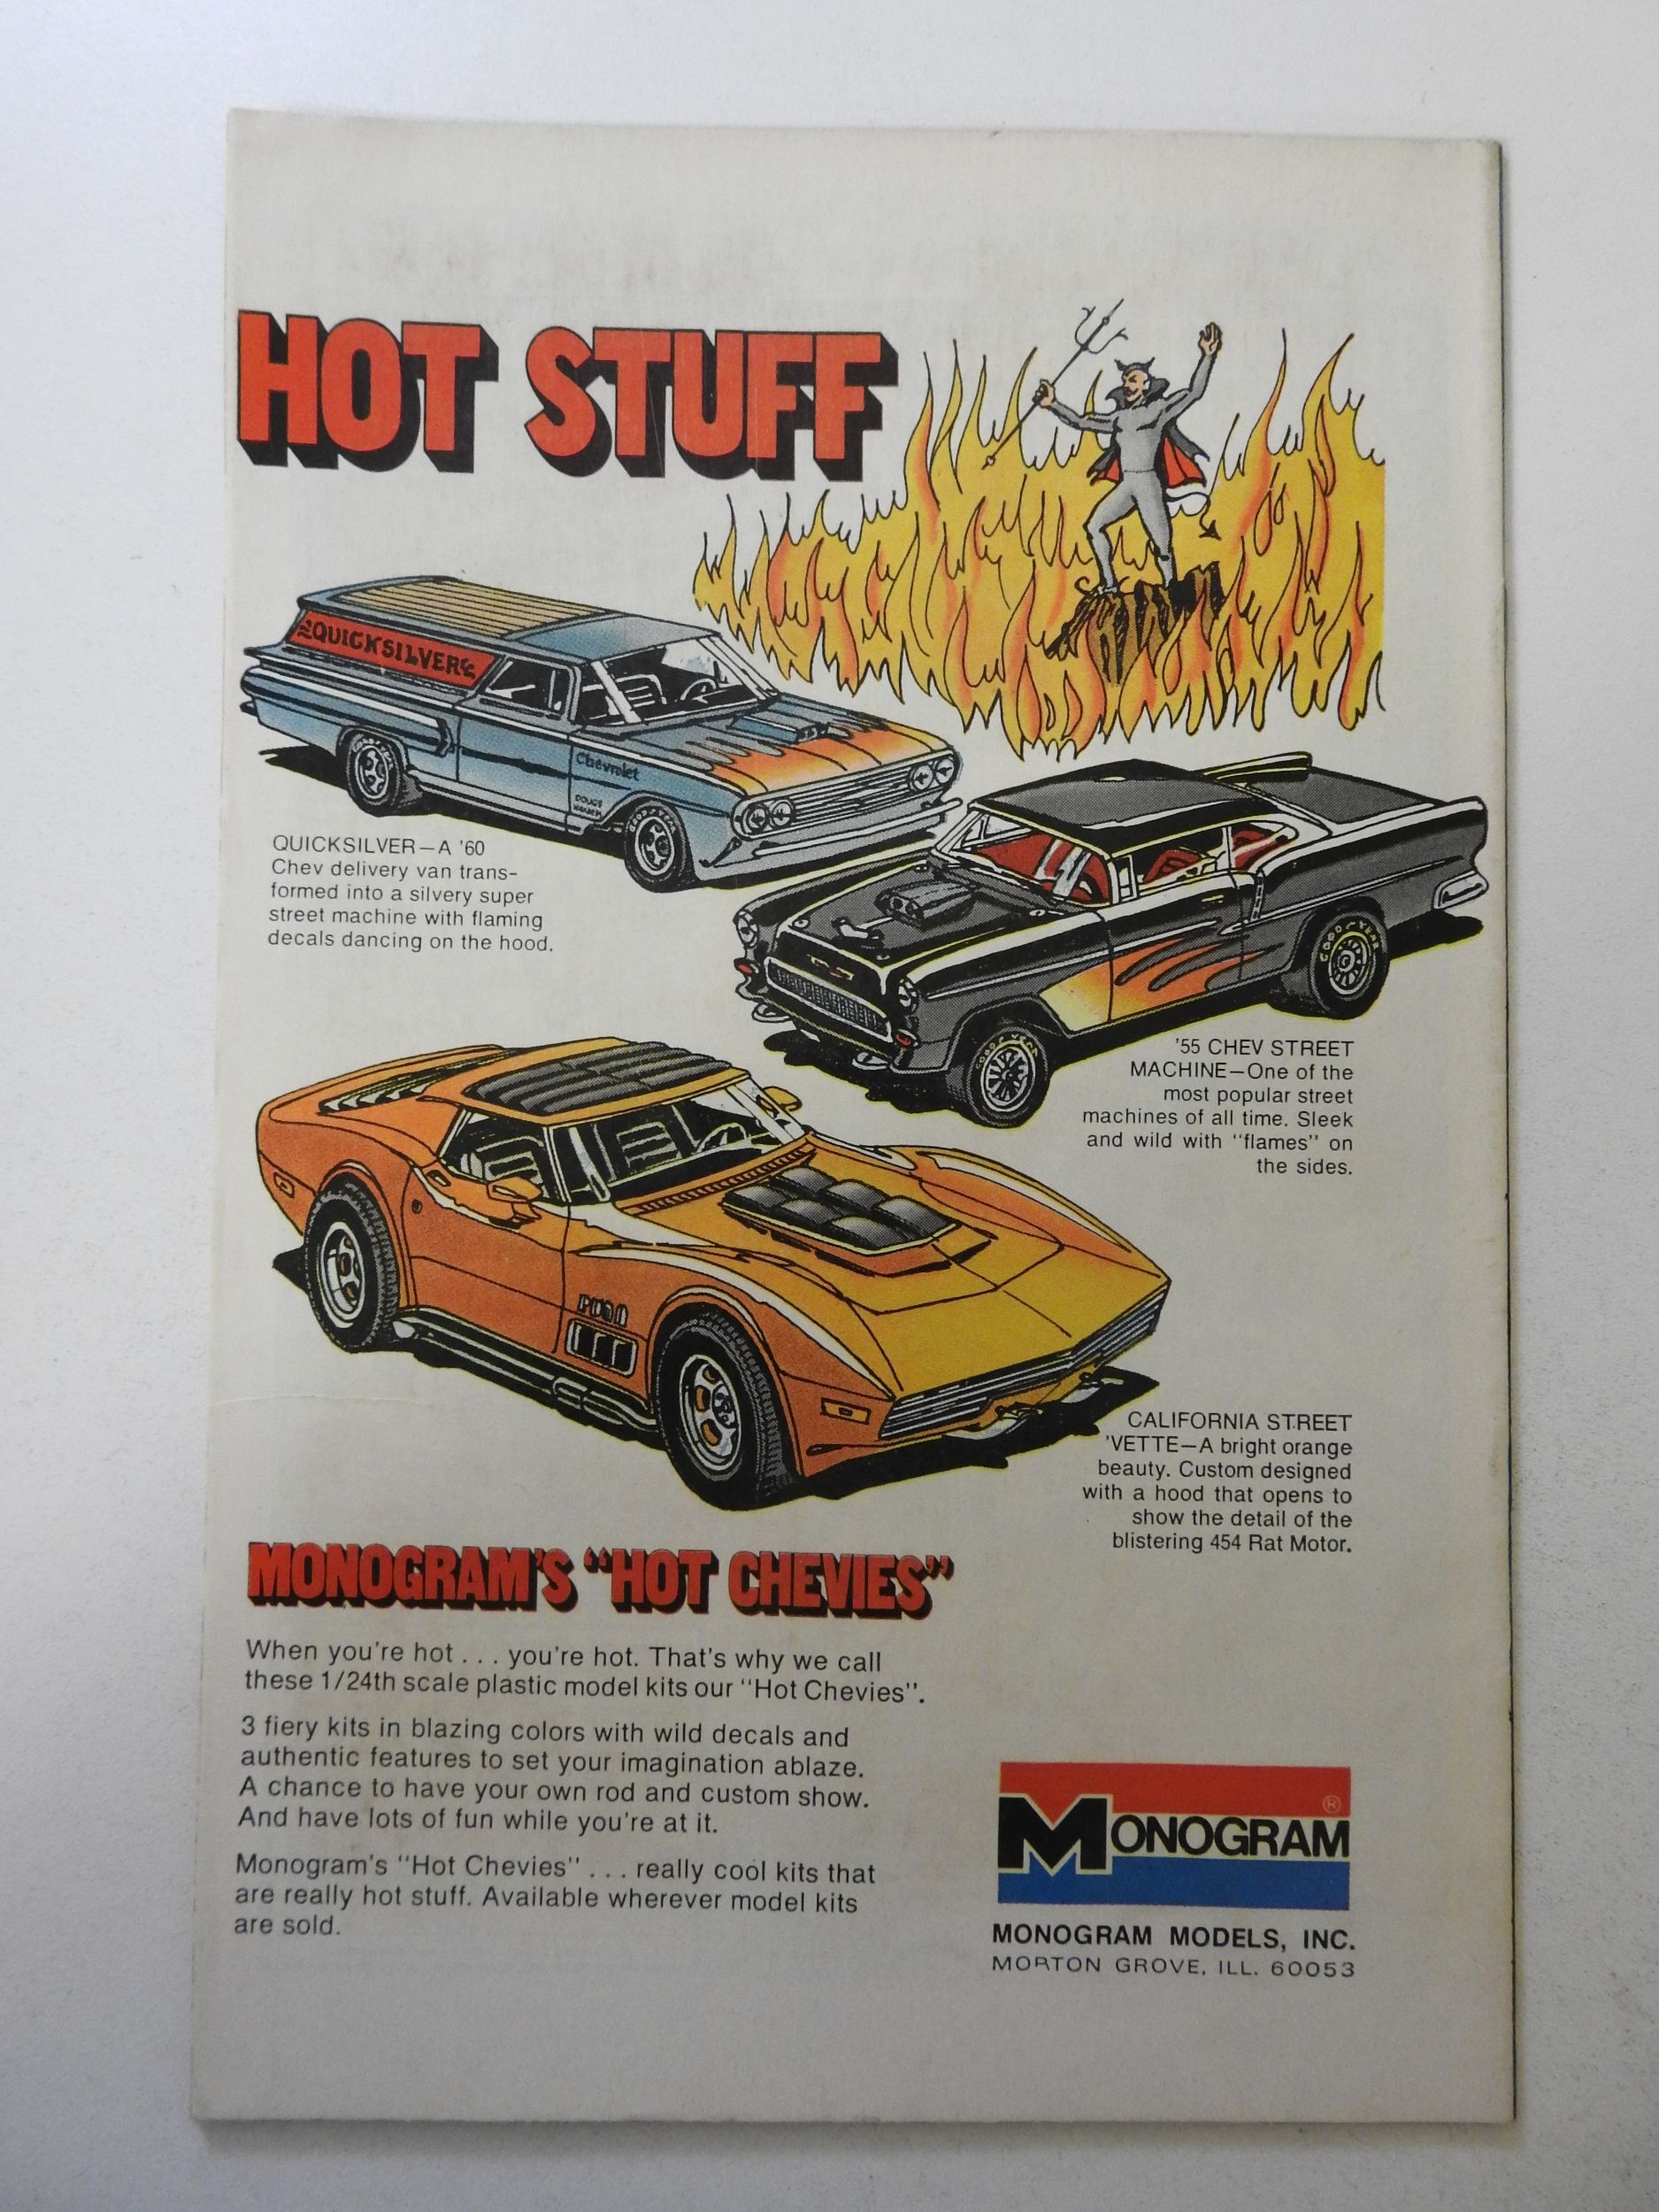 HOT STUFF
≈QUICKSILVER
Chevrolet
GOODYEAR
QUICKSILVER—A '60
Chev delivery van trans-
formed into a silvery super
street machine with flaming
decals dancing on the hood.
GOODYEAR
GOODYEAR
'55 CHEV STREET
MACHINE—One of the
most popular street
machines of all time. Sleek
and wild with "flames" on
the sides.
CALIFORNIA STREET
'VETTE—A bright orange
beauty. Custom designed
with a hood that opens to
show the detail of the
blistering 454 Rat Motor.
MONOGRAM'S "HOT CHEVIES"
When you're hot . . . you're hot. That's why we call
these 1/24th scale plastic model kits our "Hot Chevies".
3 fiery kits in blazing colors with wild decals and
authentic features to set your imagination ablaze.
A chance to have your own rod and custom show.
And have lots of fun while you're at it.
Monogram's "Hot Chevies" . . . really cool kits that
are really hot stuff. Available wherever model kits
are sold.
MONOGRAM®
MONOGRAM MODELS, INC.
MORTON GROVE, ILL. 60053